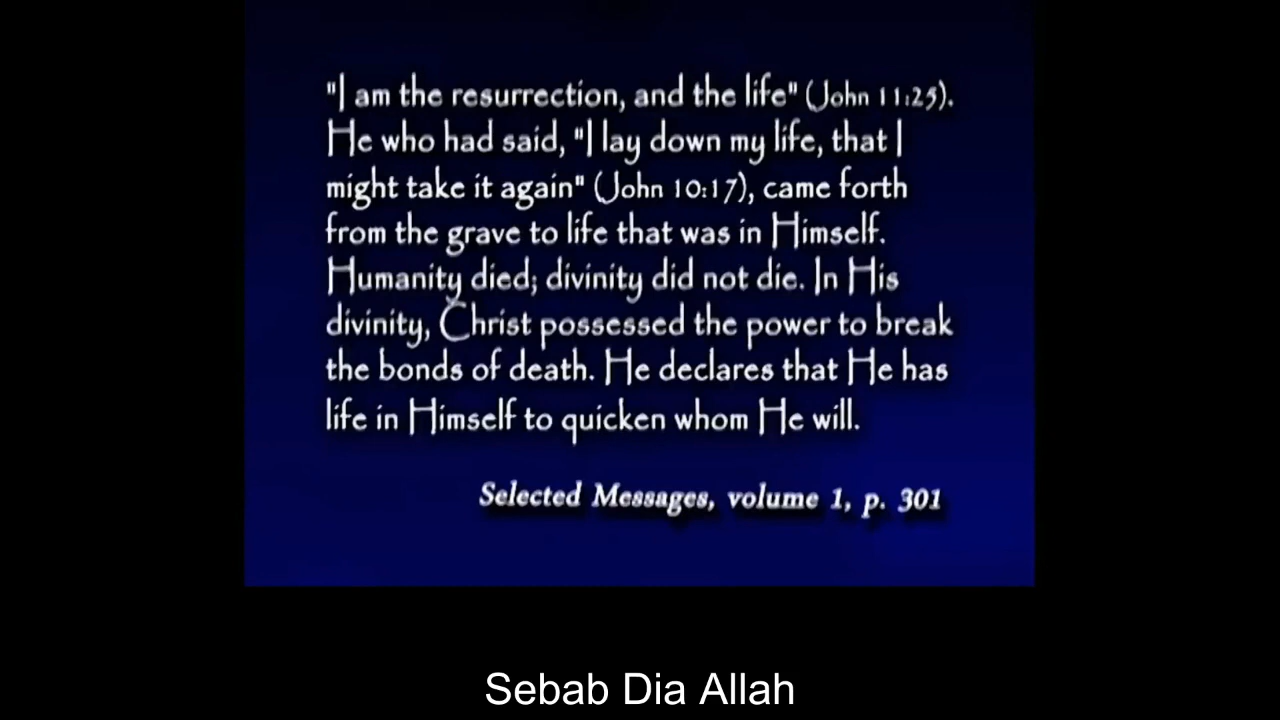 "I am the resurrection, and the life" (John 11:25).
He who had said, "I lay down my life, that I
might take it again" (John 10:17), came forth
from the grave to life that was in Himself.
Humanity died; divinity did not die. In His
divinity, Christ possessed the power to break
the bonds of death. He declares that He has
life in Himself to quicken whom He will.
Selected Messages, volume 1, p. 301
Sebab Dia Allah